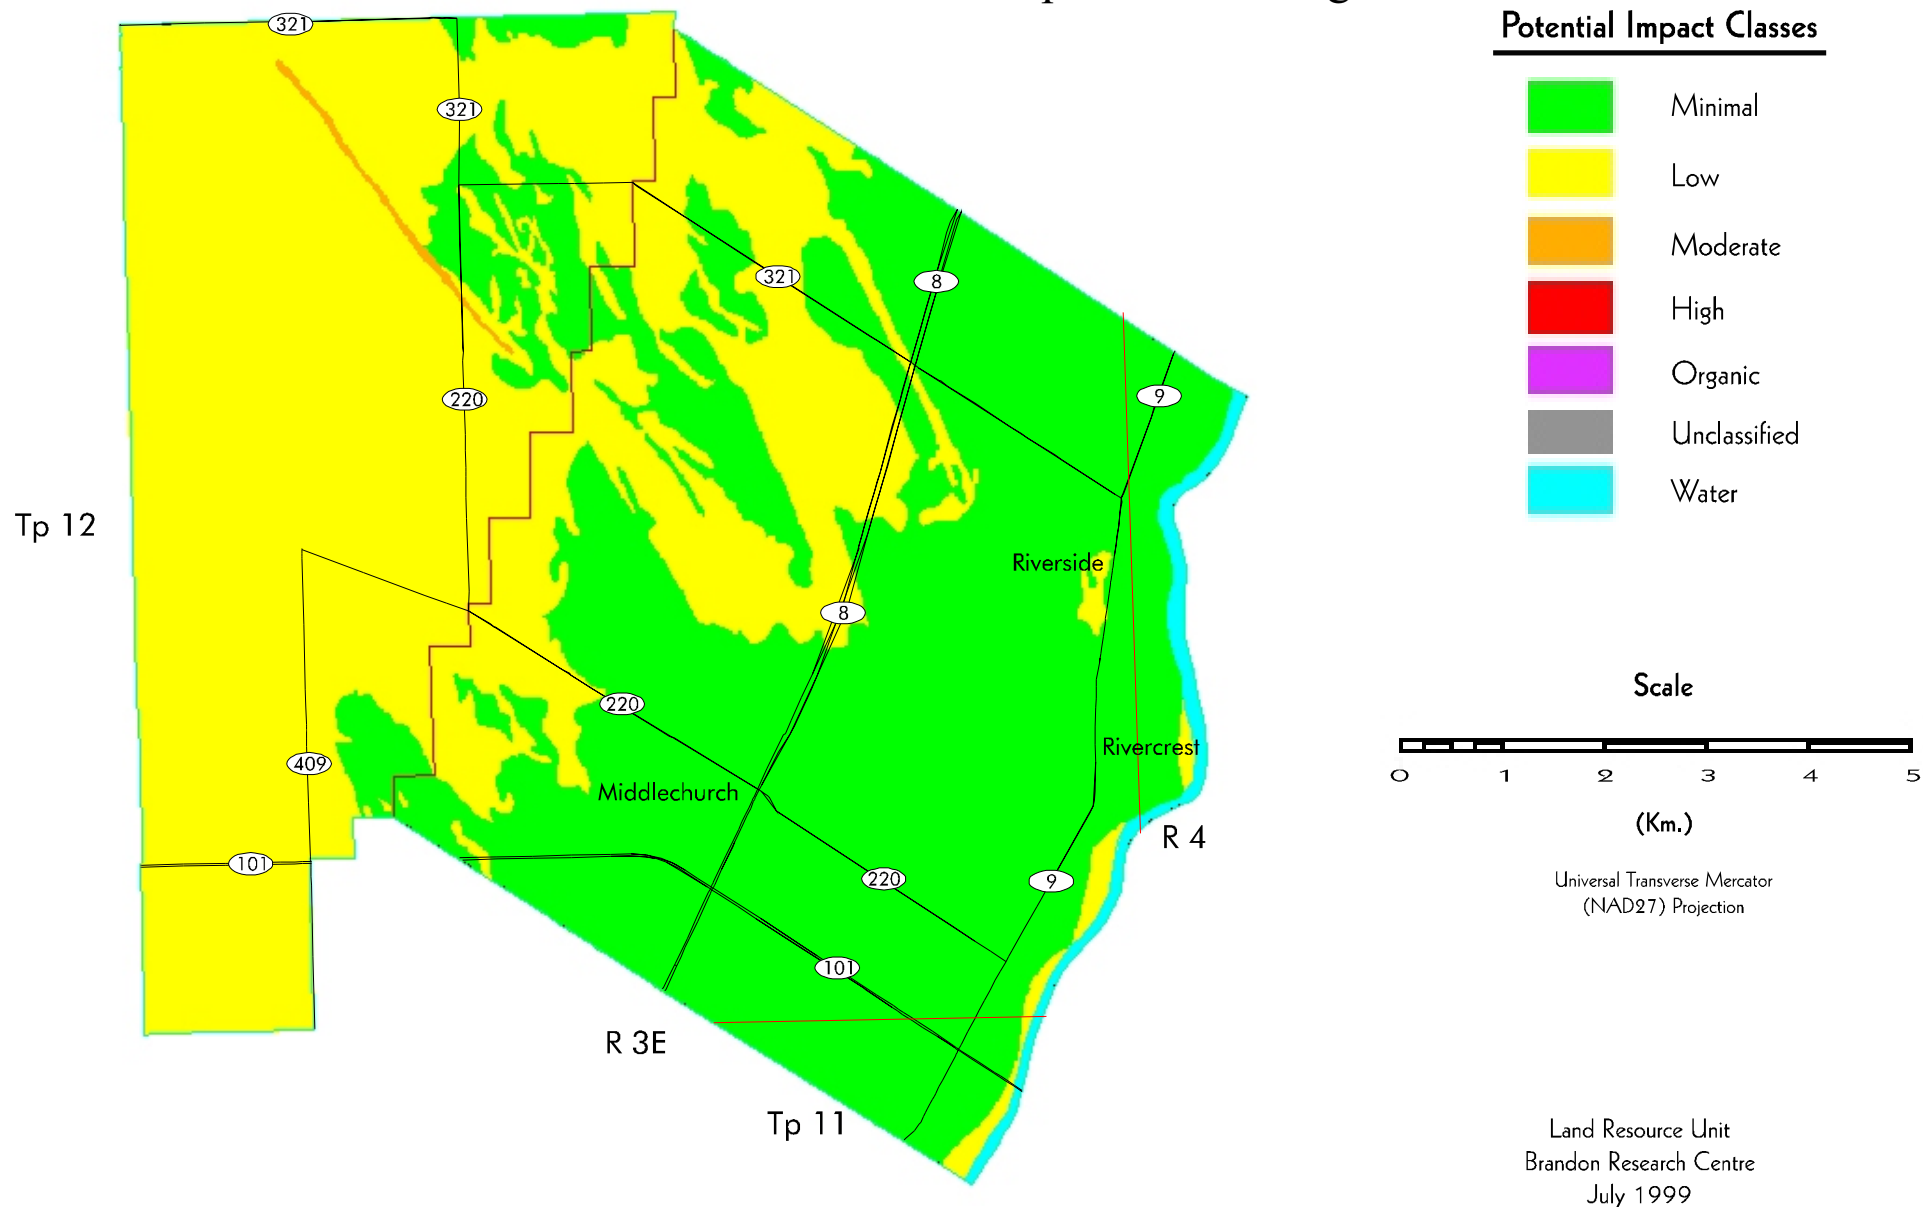 Potential Impact Classes
Minimal
Low
Moderate
High
Organic
Unclassified
Water
321
321
321
8
9
220
Tp 12
Riverside
8
220
Rivercrest
409
Middlechurch
R 4
101
220
9
101
R 3E
Tp 11
Scale
0 1 2 3 4 5
(Km.)
Universal Transverse Mercator
(NAD27) Projection
Land Resource Unit
Brandon Research Centre
July 1999